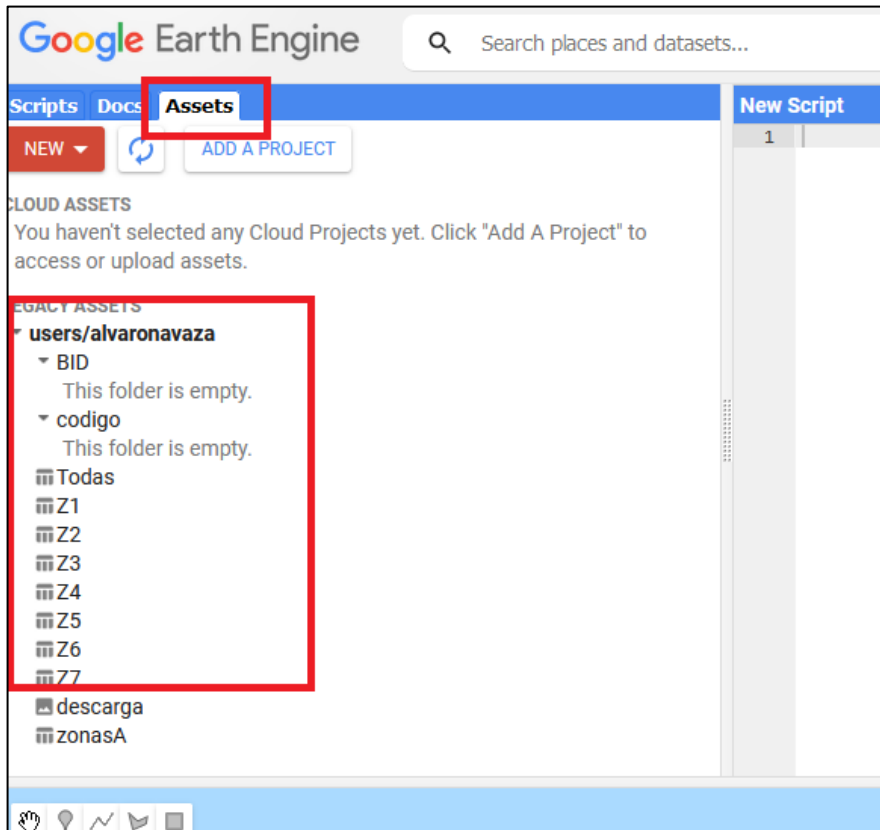 Google Earth Engine
Search places and datasets...
Scripts Docs Assets
New Script
NEW
ADD A PROJECT
1
CLOUD ASSETS
You haven't selected any Cloud Projects yet. Click "Add A Project" to
access or upload assets.
LEGACY ASSETS
users/alvaronavaza
BID
This folder is empty.
codigo
This folder is empty.
Todas
Z1
Z2
Z3
Z4
Z5
Z6
Z7
descarga
zonasA